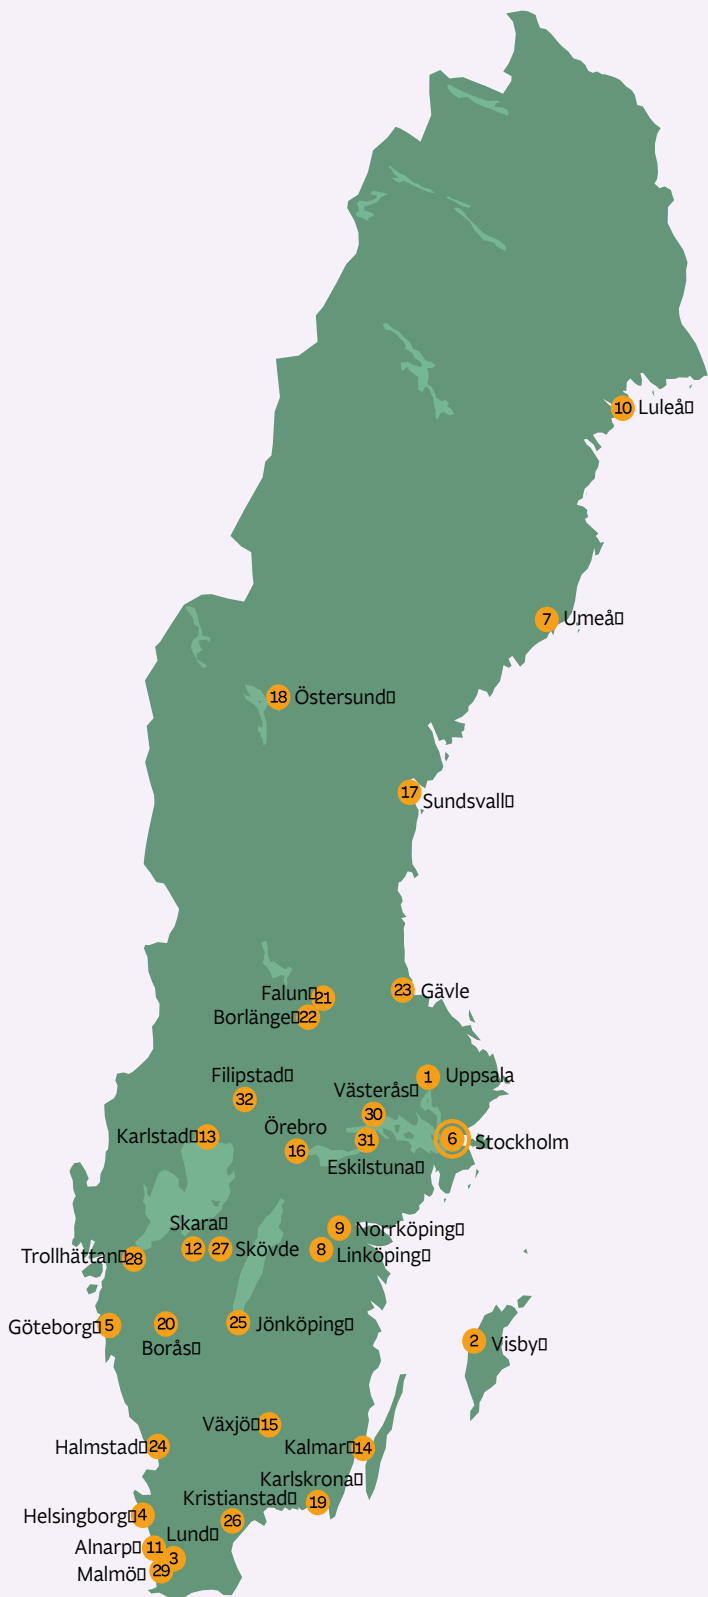 10 Luleå
7 Umeå
18 Östersund
17 Sundsvall
Falun 21
23 Gävle
Borlänge 22
Filipstad
32
1 Uppsala
Västerås
30
Karlstad 13
Örebro
16
31
Eskilstuna
6 Stockholm
Skara
12
27 Skövde
9 Norrköping
8 Linköping
Trollhättan 28
Göteborg 5
20
Borås
25 Jönköping
2 Visby
Växjö 15
Halmstad 24
Kalmar 14
Karlskrona
19
Kristianstad
26
Helsingborg 4
Lund
3
Alnarp 11
Malmö 29